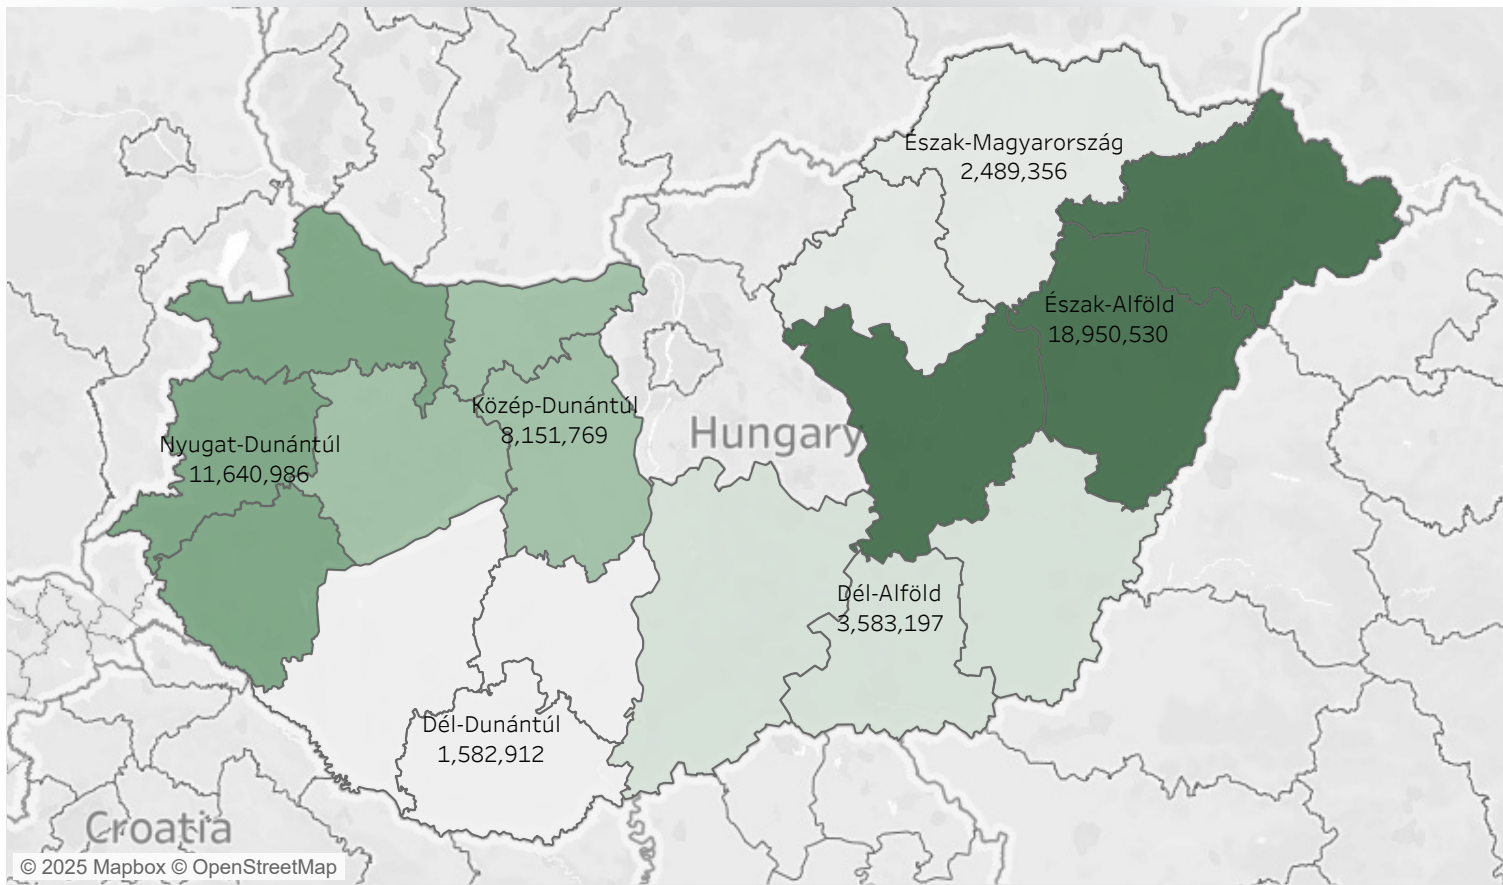 Észak-Magyarország
2,489,356
Észak-Alföld
18,950,530
Közép-Dunántúl
8,151,769
Hungary
Nyugat-Dunántúl
11,640,986
Dél-Alföld
3,583,197
Dél-Dunántúl
1,582,912
Croatia
© 2025 Mapbox © OpenStreetMap